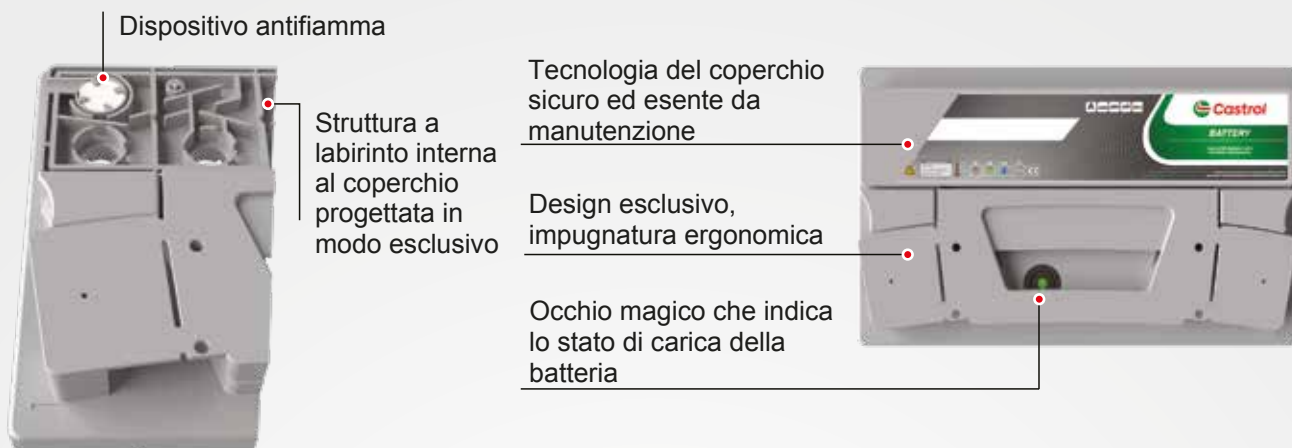 Dispositivo antifiamma
Struttura a
labirinto interna
al coperchio
progettata in
modo esclusivo
Tecnologia del coperchio
sicuro ed esente da
manutenzione
Design esclusivo,
impugnatura ergonomica
Occhio magico che indica
lo stato di carica della
batteria
Castrol
BATTERY